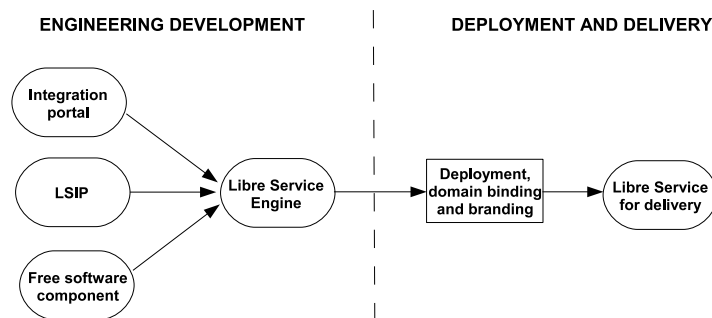 ENGINEERING DEVELOPMENT
DEPLOYMENT AND DELIVERY
Integration
portal
LSIP
Free software
component
Libre Service
Engine
Deployment,
domain binding
and branding
Libre Service
for delivery